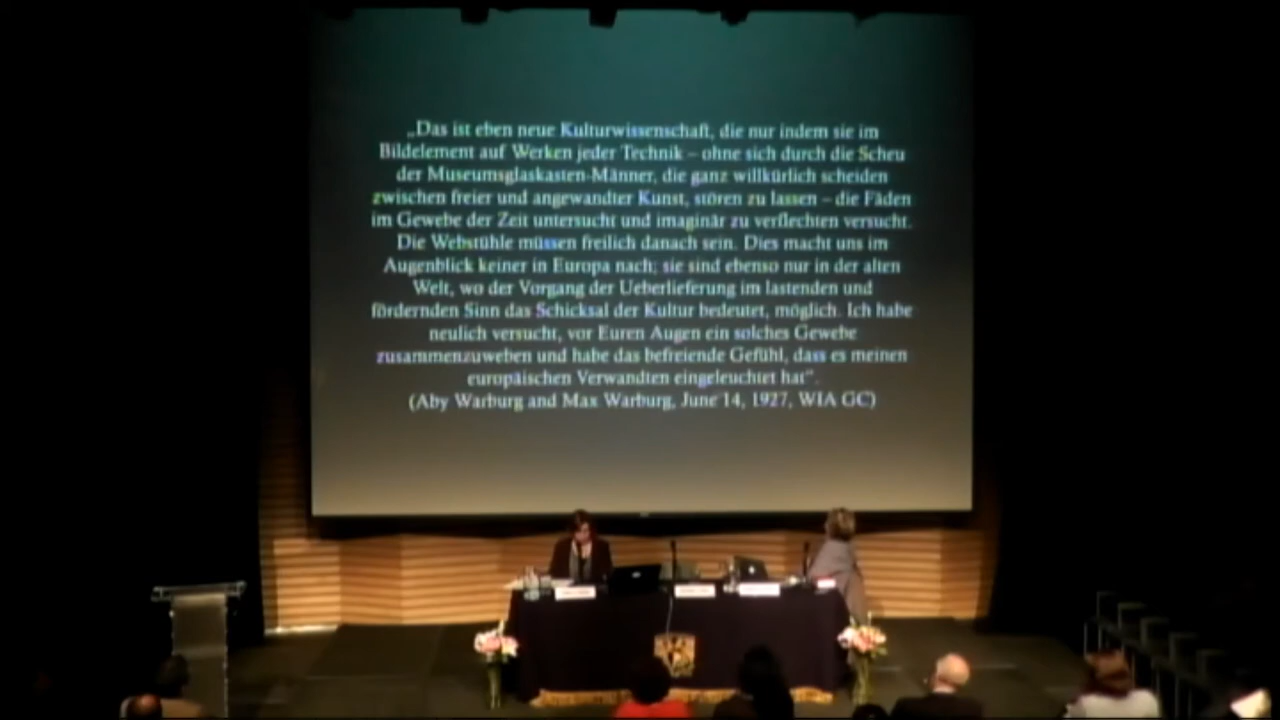 „Das ist eben neue Kulturwissenschaft, die nur indem sie im
Bildelement auf Werken jeder Technik – ohne sich durch die Scheu
der Museumsglaskasten-Männer, die ganz willkürlich scheiden
zwischen freier und angewandter Kunst, stören zu lassen – die Fäden
im Gewebe der Zeit untersucht und imaginär zu verflechten versucht.
Die Webstühle müssen freilich danach sein. Dies macht uns im
Augenblick keiner in Europa nach; sie sind ebenso nur in der alten
Welt, wo der Vorgang der Ueberlieferung im lastenden und
fördernden Sinn das Schicksal der Kultur bedeutet, möglich. Ich habe
neulich versucht, vor Euren Augen ein solches Gewebe
zusammenzuweben und habe das befreiende Gefühl, dass es meinen
europäischen Verwandten eingeleuchtet hat“.
(Aby Warburg and Max Warburg, June 14, 1927, WIA GC)